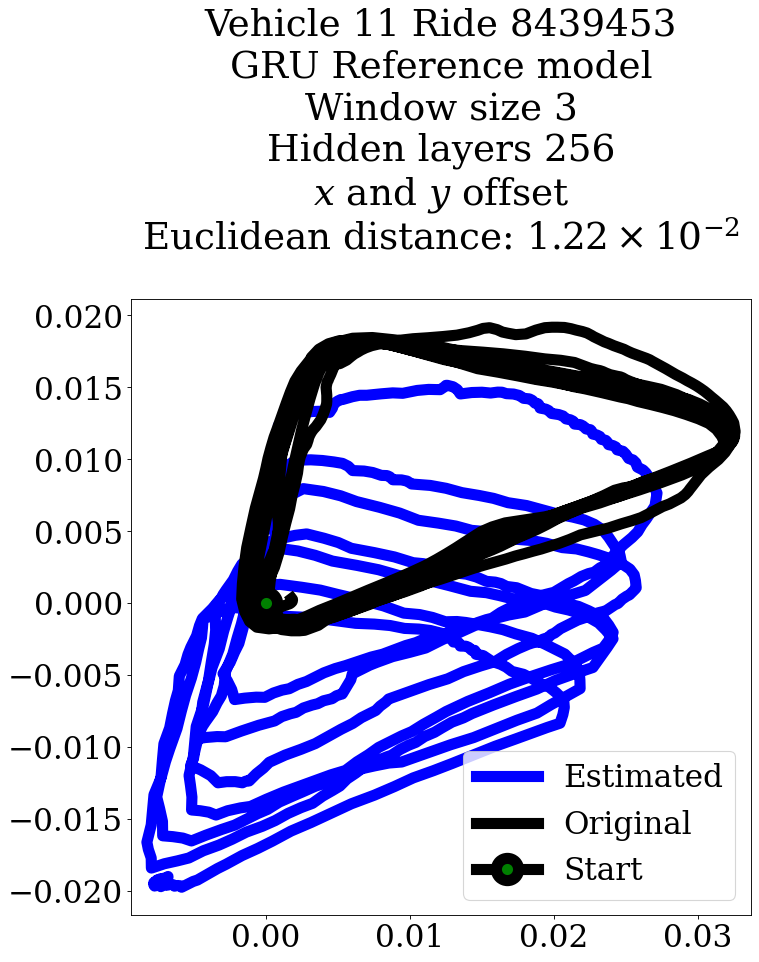 Vehicle 11 Ride 8439453
GRU Reference model
Window size 3
Hidden layers 256
x and y offset
Euclidean distance: 1.22 × 10⁻²
0.020
0.015
0.010
0.005
0.000
−0.005
−0.010
−0.015
−0.020
Estimated
Original
Start
0.00 0.01 0.02 0.03